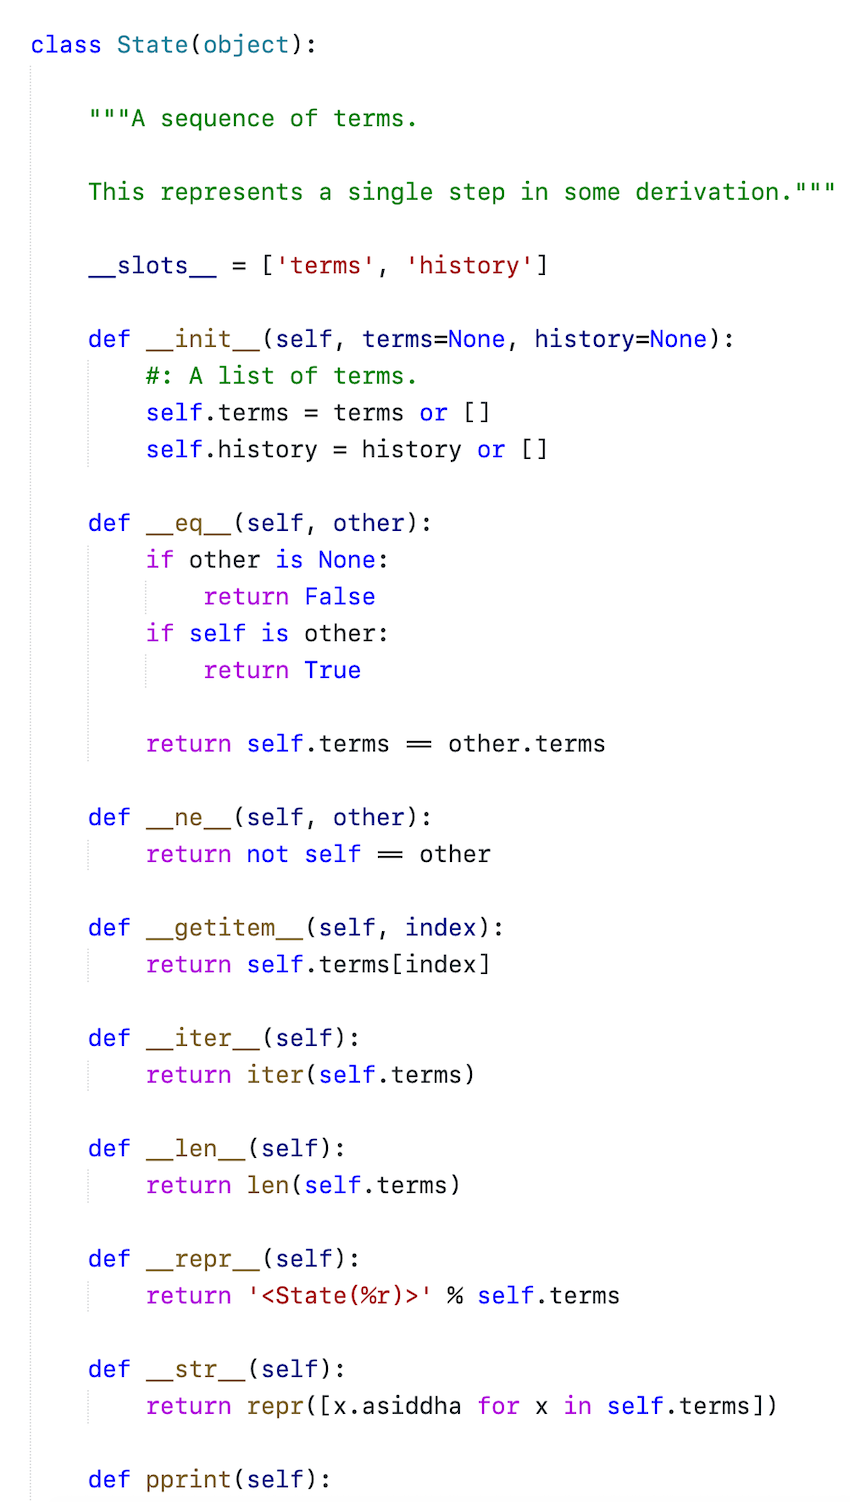 class State(object):
"""A sequence of terms.
This represents a single step in some derivation."""
__slots__ = ['terms', 'history']
def __init__(self, terms=None, history=None):
#: A list of terms.
self.terms = terms or []
self.history = history or []
def __eq__(self, other):
if other is None:
return False
if self is other:
return True
return self.terms == other.terms
def __ne__(self, other):
return not self == other
def __getitem__(self, index):
return self.terms[index]
def __iter__(self):
return iter(self.terms)
def __len__(self):
return len(self.terms)
def __repr__(self):
return '<State(%r)>' % self.terms
def __str__(self):
return repr([x.asiddha for x in self.terms])
def pprint(self):